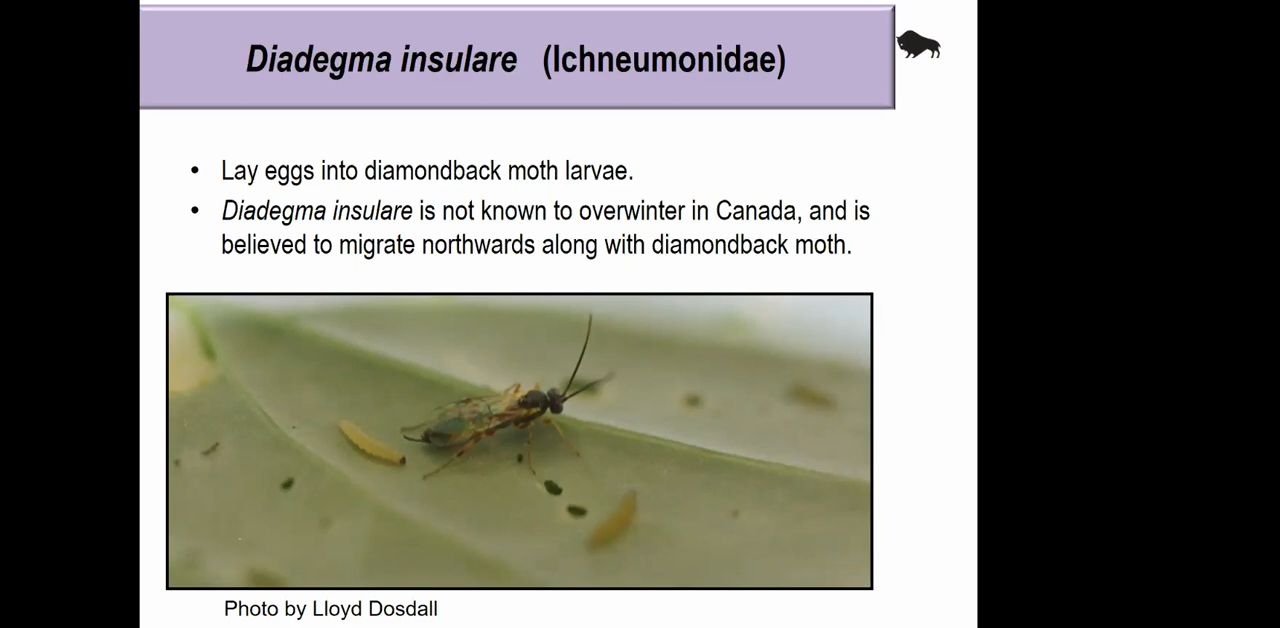 Diadegma insulare (Ichneumonidae)
• Lay eggs into diamondback moth larvae.
• Diadegma insulare is not known to overwinter in Canada, and is
believed to migrate northwards along with diamondback moth.
Photo by Lloyd Dosdall